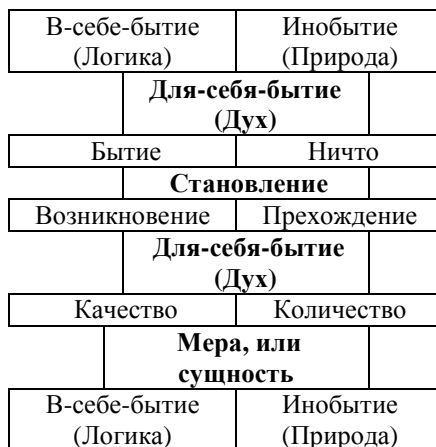 В-себе-бытие Инобытие
(Логика) (Природа)
Для-себя-бытие
(Дух)
Бытие Ничто
Становление
Возникновение Прехождение
Для-себя-бытие
(Дух)
Качество Количество
Мера, или
сущность
В-себе-бытие Инобытие
(Логика) (Природа)